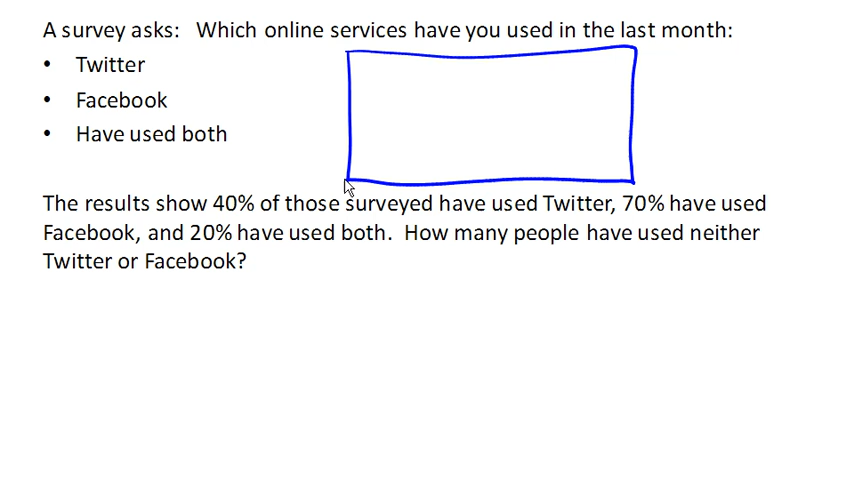 A survey asks: Which online services have you used in the last month:
• Twitter
• Facebook
• Have used both
The results show 40% of those surveyed have used Twitter, 70% have used
Facebook, and 20% have used both. How many people have used neither
Twitter or Facebook?